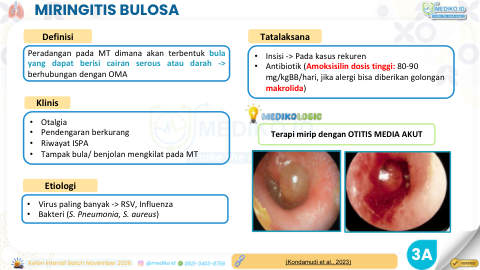 MIRINGITIS BULOSA
MEDIKO.ID
Definisi
Peradangan pada MT dimana akan terbentuk bula
yang dapat berisi cairan serous atau darah ->
berhubungan dengan OMA
Klinis
• Otalgia
• Pendengaran berkurang
• Riwayat ISPA
• Tampak bula/ benjolan mengkilat pada MT
Etiologi
• Virus paling banyak -> RSV, Influenza
• Bakteri (S. Pneumonia, S. aureus)
Tatalaksana
• Insisi -> Pada kasus rekuren
• Antibiotik (Amoksisilin dosis tinggi: 80-90
mg/kgBB/hari, jika alergi bisa diberikan golongan
makrolida)
MEDIKOLOGIC
Terapi mirip dengan OTITIS MEDIA AKUT
(Kondamudi et al., 2023)
3A